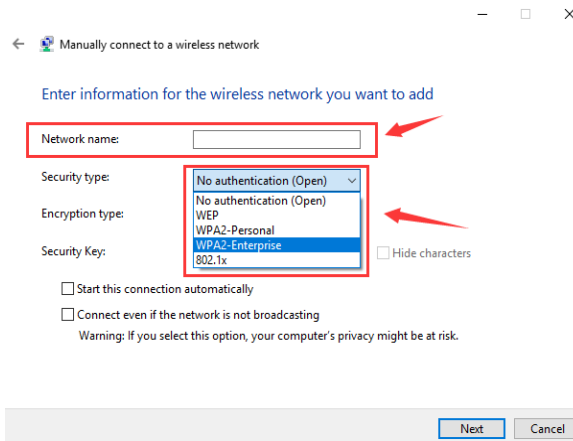 Manually connect to a wireless network
Enter information for the wireless network you want to add
Network name:
Security type:
No authentication (Open)
No authentication (Open)
WEP
WPA2-Personal
WPA2-Enterprise
802.1x
Encryption type:
Security Key:
Hide characters
Start this connection automatically
Connect even if the network is not broadcasting
Warning: If you select this option, your computer's privacy might be at risk.
Next
Cancel